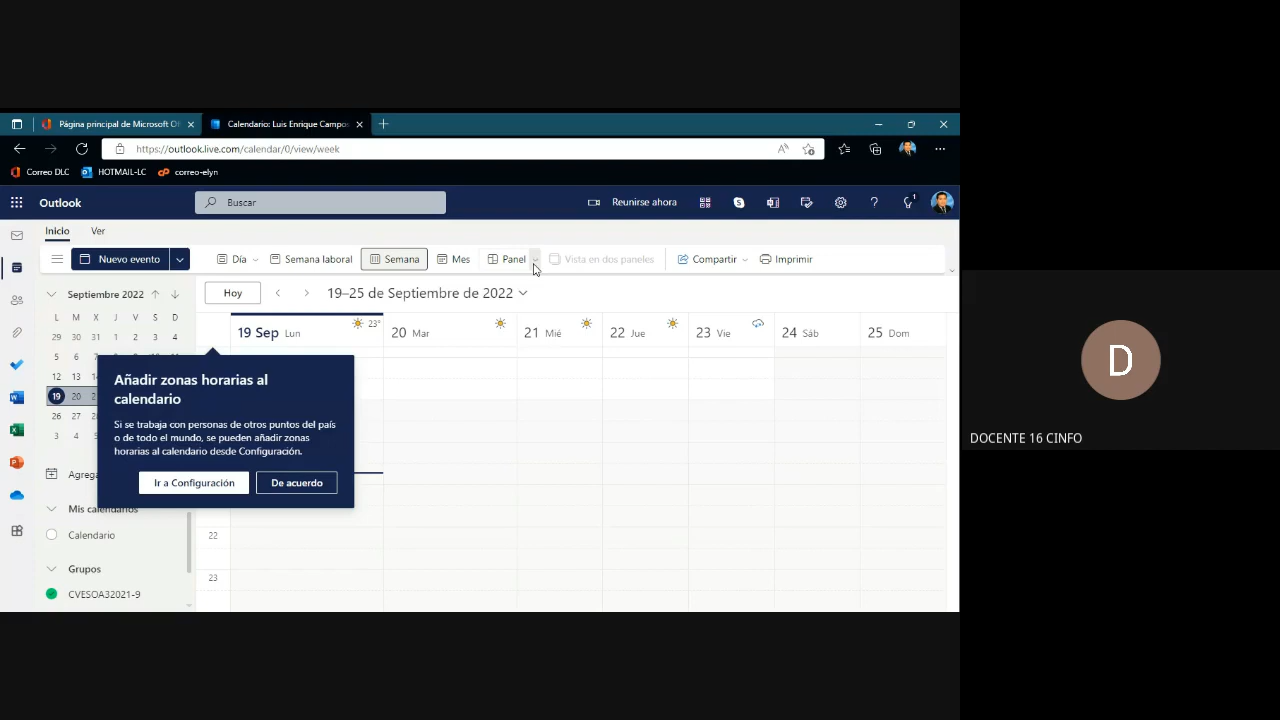 Página principal de Microsoft Of
Calendario: Luis Enrique Campos
https://outlook.live.com/calendar/0/view/week
Correo DLC
HOTMAIL-LC
correo-elyn
Outlook
Buscar
Reunirse ahora
1
Inicio
Ver
Nuevo evento
Día
Semana laboral
Semana
Mes
Panel
Vista en dos paneles
Compartir
Imprimir
Septiembre 2022
Hoy
19–25 de Septiembre de 2022
L M X J V S D
29 30 31 1 2 3 4
5 6 7
12 13
19 20
26 27
3 4
19 Sep Lun
23°
20 Mar
21 Mié
22 Jue
23 Vie
24 Sáb
25 Dom
Añadir zonas horarias al
calendario
Si se trabaja con personas de otros puntos del país
o de todo el mundo, se pueden añadir zonas
horarias al calendario desde Configuración.
Ir a Configuración
De acuerdo
Agrega
Mis calendarios
Calendario
Grupos
CVESOA32021-9
22
23
D
DOCENTE 16 CINFO